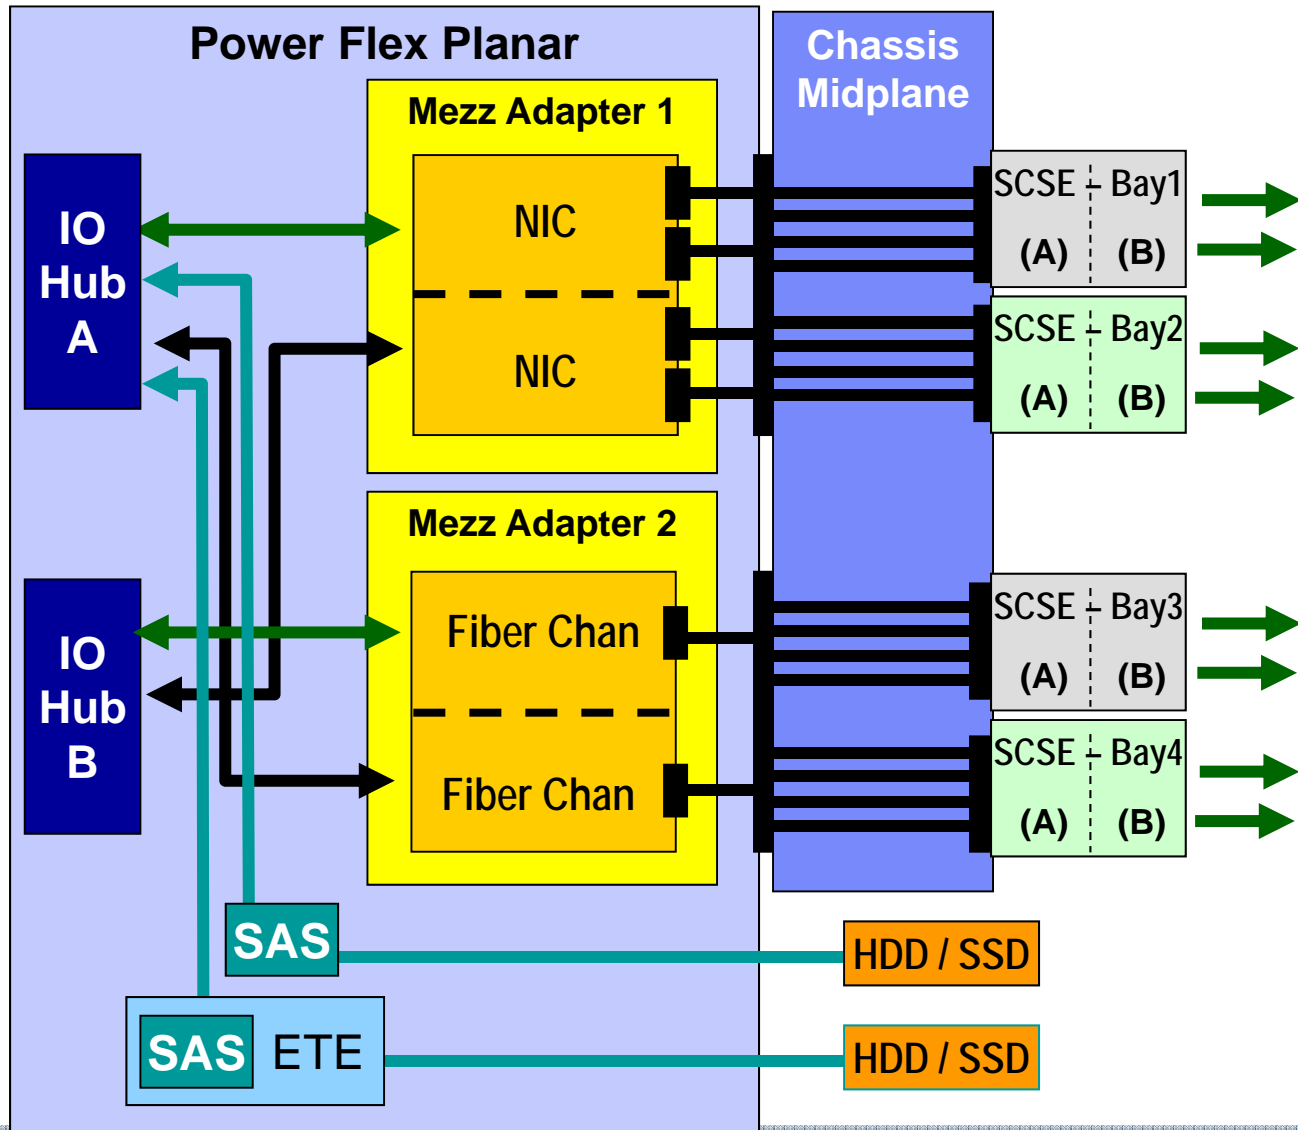 Power Flex Planar
Chassis
Midplane
Mezz Adapter 1
IO
Hub
A
NIC
NIC
SCSE – Bay1
(A) (B)
SCSE – Bay2
(A) (B)
Mezz Adapter 2
IO
Hub
B
Fiber Chan
Fiber Chan
SCSE – Bay3
(A) (B)
SCSE – Bay4
(A) (B)
SAS
HDD / SSD
SAS ETE
HDD / SSD